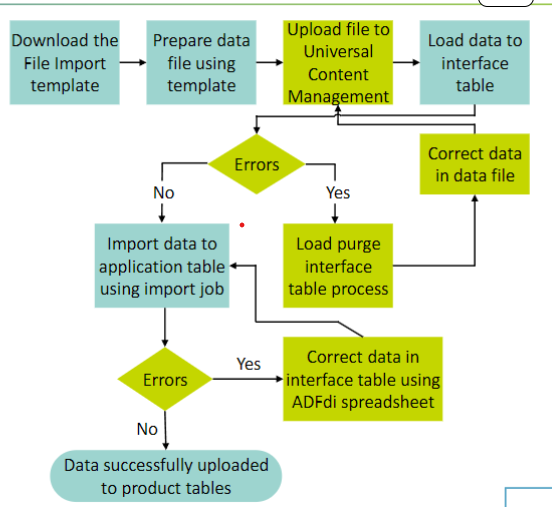 Download the
File Import
template
Prepare data
file using
template
Upload file to
Universal
Content
Management
Load data to
interface
table
Errors
Correct data
in data file
No
Yes
Import data to
application table
using import job
Load purge
interface
table process
Errors
Yes
Correct data in
interface table using
ADFdi spreadsheet
No
Data successfully uploaded
to product tables